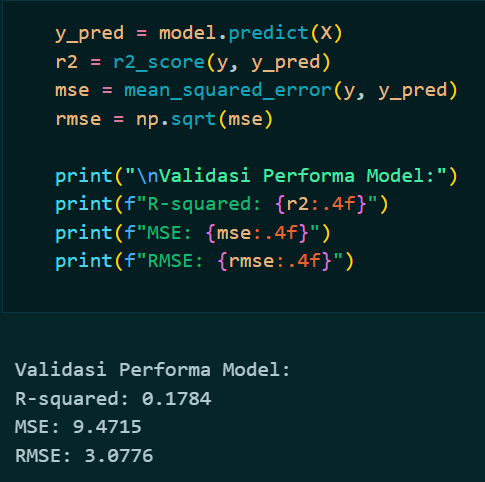 y_pred = model.predict(X)
r2 = r2_score(y, y_pred)
mse = mean_squared_error(y, y_pred)
rmse = np.sqrt(mse)
print("\nValidasi Performa Model:")
print(f"R-squared: {r2:.4f}")
print(f"MSE: {mse:.4f}")
print(f"RMSE: {rmse:.4f}")
Validasi Performa Model:
R-squared: 0.1784
MSE: 9.4715
RMSE: 3.0776